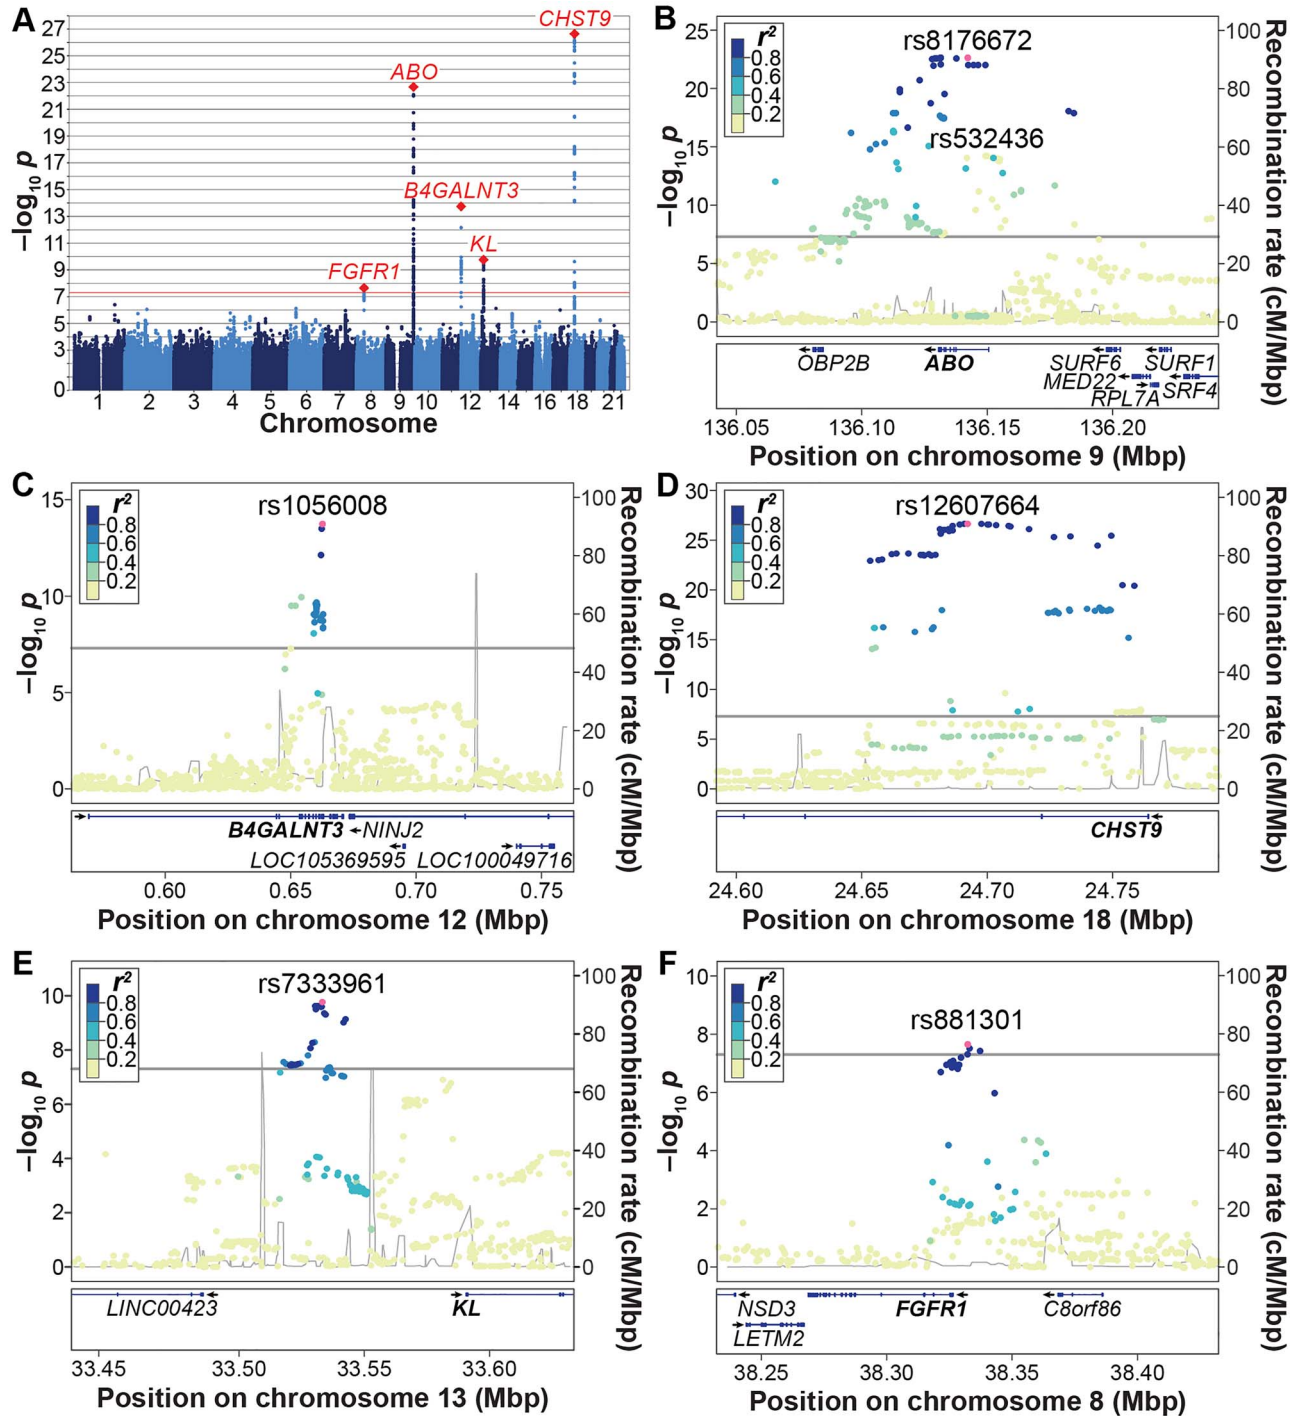 A
−log10 p
27
25
23
21
19
17
15
13
11
9
7
5
3
1
0
CHST9
ABO
B4GALNT3
KL
FGFR1
1 2 3 4 5 6 7 8 9 10 12 14 16 18 21
Chromosome
B
r2
0.8
0.6
0.4
0.2
rs8176672
rs532436
−log10 p
25
20
15
10
5
0
Recombination rate (cM/Mbp)
100
80
60
40
20
0
OBP2B ABO SURF6 SURF1
MED22 SRF4
RPL7A
136.05 136.10 136.15 136.20
Position on chromosome 9 (Mbp)
C
r2
0.8
0.6
0.4
0.2
rs1056008
−log10 p
15
10
5
0
Recombination rate (cM/Mbp)
100
80
60
40
20
0
B4GALNT3 NINJ2
LOC105369595 LOC100049716
0.60 0.65 0.70 0.75
Position on chromosome 12 (Mbp)
D
r2
0.8
0.6
0.4
0.2
rs12607664
−log10 p
30
25
20
15
10
5
0
Recombination rate (cM/Mbp)
100
80
60
40
20
0
CHST9
24.60 24.65 24.70 24.75
Position on chromosome 18 (Mbp)
E
r2
0.8
0.6
0.4
0.2
rs7333961
−log10 p
10
8
6
4
2
0
Recombination rate (cM/Mbp)
100
80
60
40
20
0
LINC00423 KL
33.45 33.50 33.55 33.60
Position on chromosome 13 (Mbp)
F
r2
0.8
0.6
0.4
0.2
rs881301
−log10 p
10
8
6
4
2
0
Recombination rate (cM/Mbp)
100
80
60
40
20
0
NSD3 FGFR1 C8orf86
LETM2
38.25 38.30 38.35 38.40
Position on chromosome 8 (Mbp)